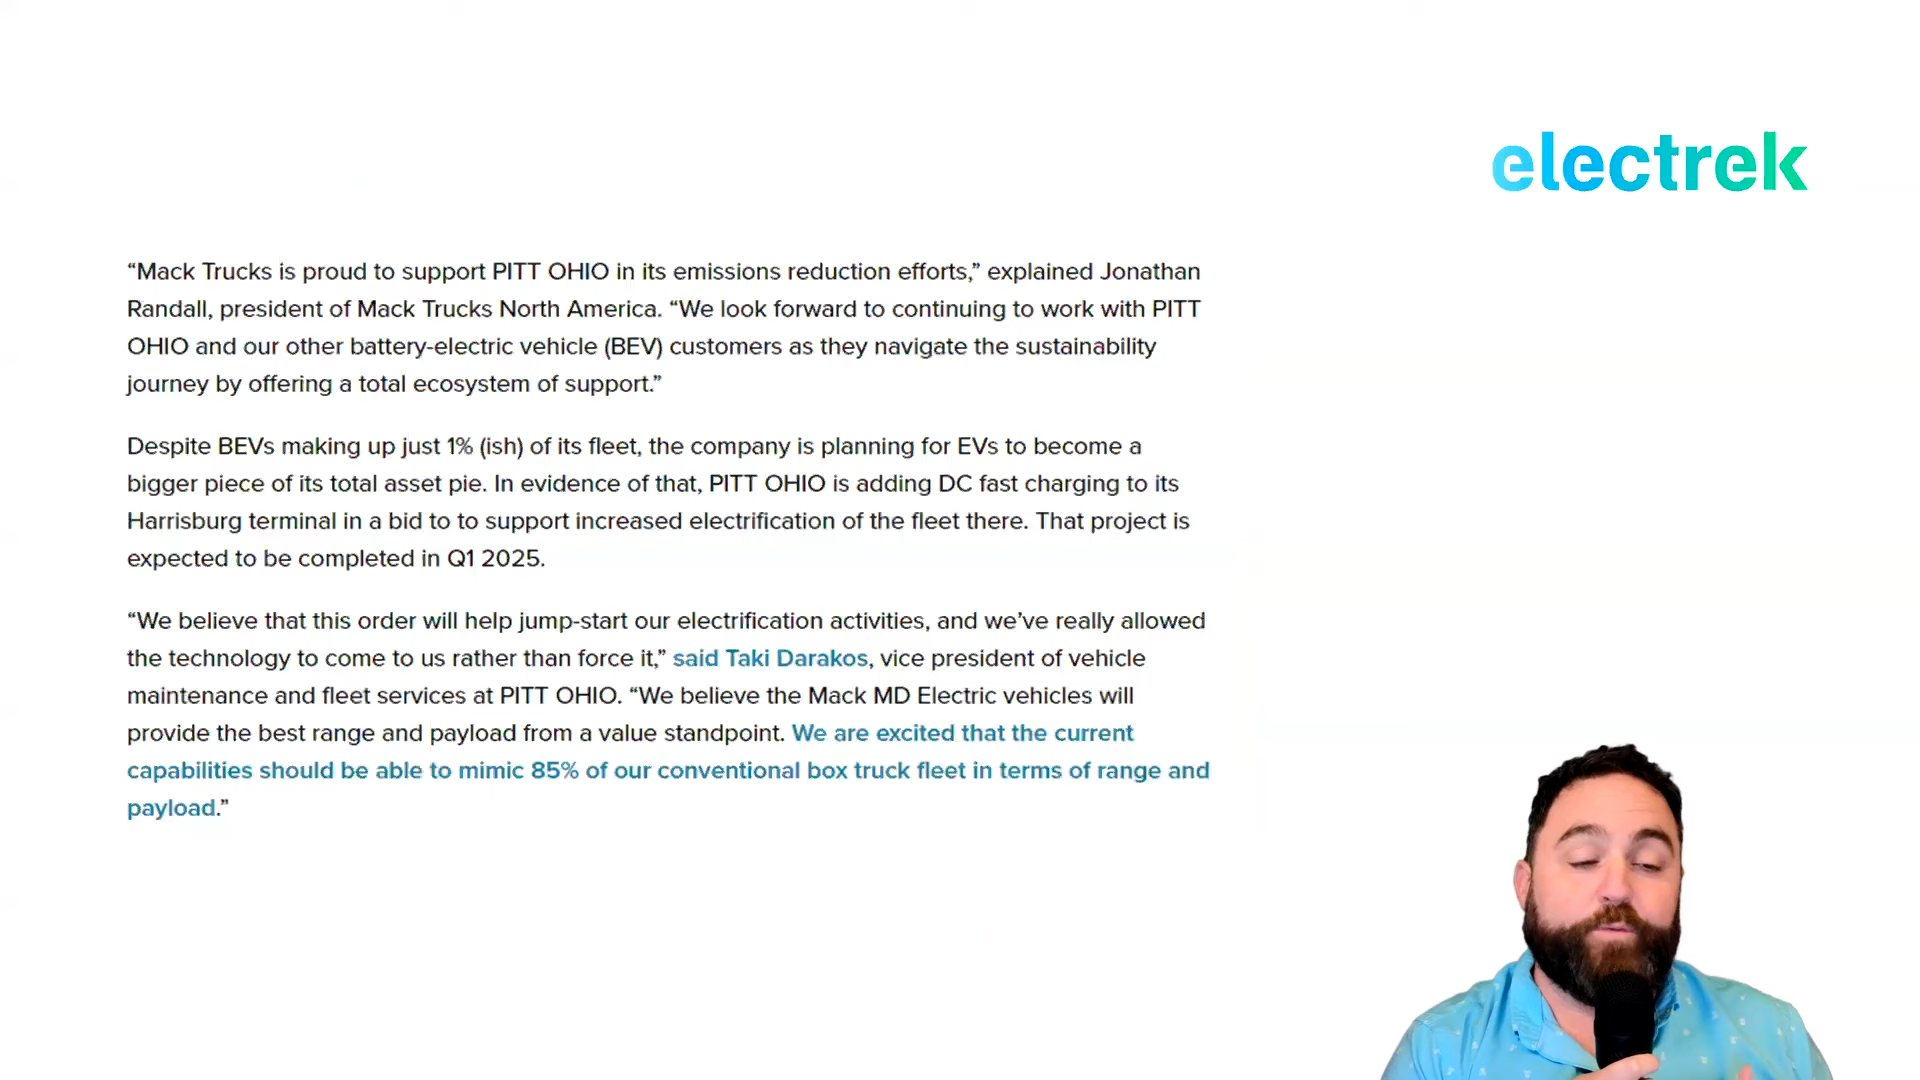 electrek
“Mack Trucks is proud to support PITT OHIO in its emissions reduction efforts,” explained Jonathan
Randall, president of Mack Trucks North America. “We look forward to continuing to work with PITT
OHIO and our other battery-electric vehicle (BEV) customers as they navigate the sustainability
journey by offering a total ecosystem of support.”
Despite BEVs making up just 1% (ish) of its fleet, the company is planning for EVs to become a
bigger piece of its total asset pie. In evidence of that, PITT OHIO is adding DC fast charging to its
Harrisburg terminal in a bid to to support increased electrification of the fleet there. That project is
expected to be completed in Q1 2025.
“We believe that this order will help jump-start our electrification activities, and we’ve really allowed
the technology to come to us rather than force it,” said Taki Darakos, vice president of vehicle
maintenance and fleet services at PITT OHIO. “We believe the Mack MD Electric vehicles will
provide the best range and payload from a value standpoint. We are excited that the current
capabilities should be able to mimic 85% of our conventional box truck fleet in terms of range and
payload.”